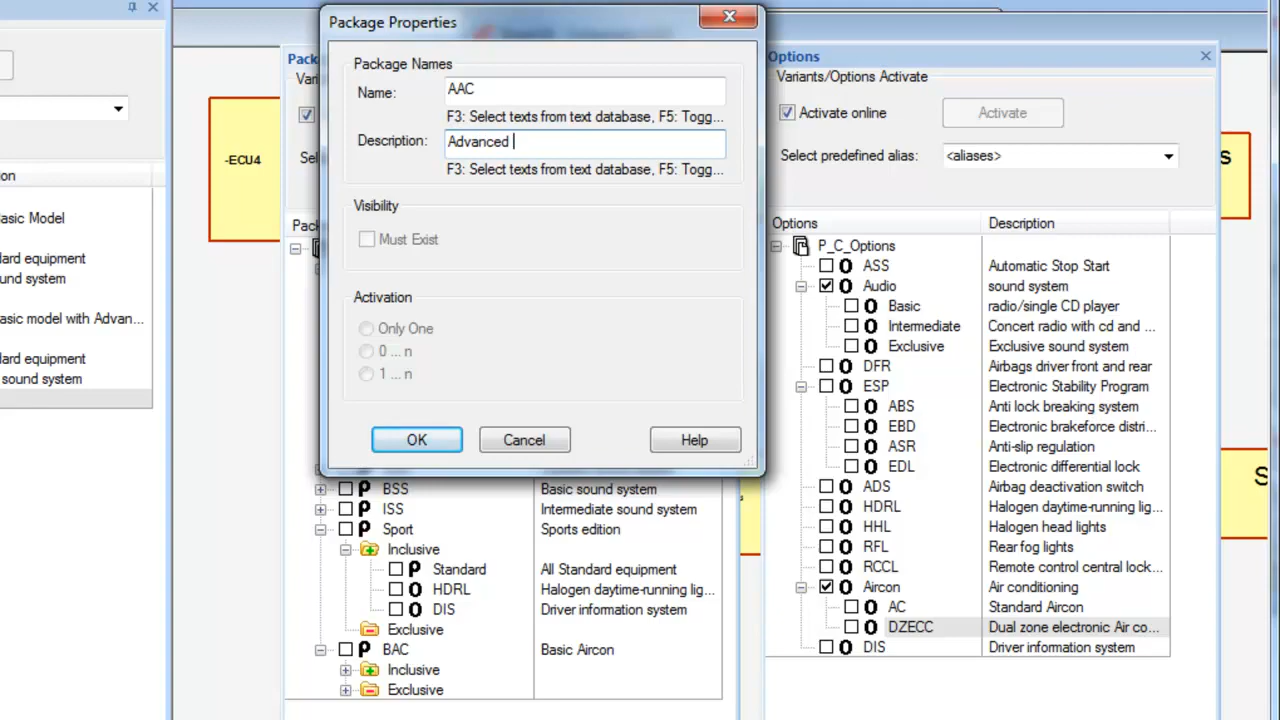 Package Properties
Package Names
Name: AAC
F3: Select texts from text database, F5: Togg...
Description: Advanced
F3: Select texts from text database, F5: Togg...
Visibility
Must Exist
Activation
Only One
0 ... n
1 ... n
OK Cancel Help
on
asic Model
ard equipment
und system
asic model with Advan...
ard equipment
sound system
-ECU4
Pack
Vari
Sel
Pack
BSS Basic sound system
ISS Intermediate sound system
Sport Sports edition
Inclusive
Standard All Standard equipment
HDRL Halogen daytime-running lig...
DIS Driver information system
Exclusive
BAC Basic Aircon
Inclusive
Exclusive
Options
Variants/Options Activate
Activate online Activate
Select predefined alias: <aliases>
Options Description
P_C_Options
ASS Automatic Stop Start
Audio sound system
Basic radio/single CD player
Intermediate Concert radio with cd and ...
Exclusive Exclusive sound system
DFR Airbags driver front and rear
ESP Electronic Stability Program
ABS Anti lock breaking system
EBD Electronic brakeforce distri...
ASR Anti-slip regulation
EDL Electronic differential lock
ADS Airbag deactivation switch
HDRL Halogen daytime-running lig...
HHL Halogen head lights
RFL Rear fog lights
RCCL Remote control central lock...
Aircon Air conditioning
AC Standard Aircon
DZECC Dual zone electronic Air co...
DIS Driver information system
s
S